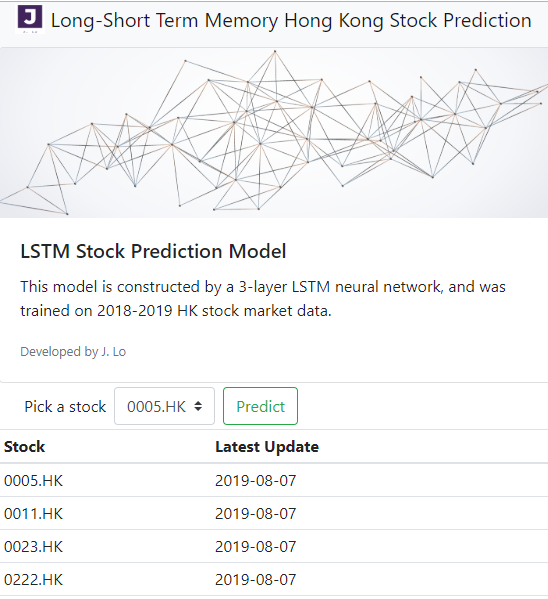 J
Long-Short Term Memory Hong Kong Stock Prediction
LSTM Stock Prediction Model
This model is constructed by a 3-layer LSTM neural network, and was
trained on 2018-2019 HK stock market data.
Developed by J. Lo
Pick a stock 0005.HK Predict
Stock Latest Update
0005.HK 2019-08-07
0011.HK 2019-08-07
0023.HK 2019-08-07
0222.HK 2019-08-07